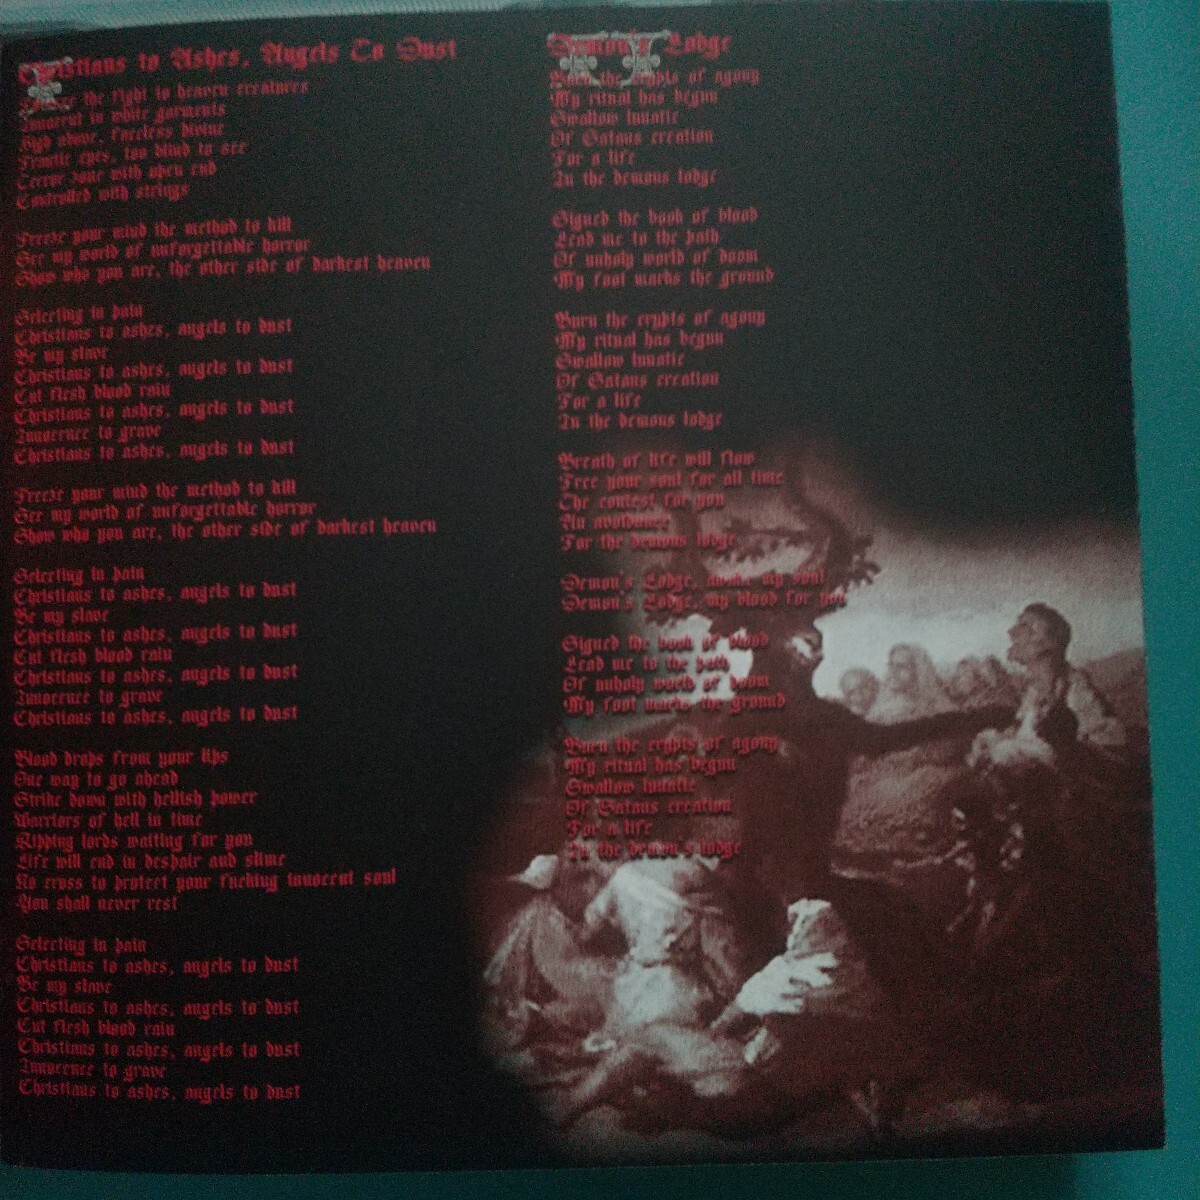 Christians to Ashes, Angels To Dust
the right to heaven creatures
Innocent in white garments
High above, faceless divine
Frantic eyes, too blind to see
Terror zone with open end
Controlled with strings
Freeze your mind the method to kill
See my world of unforgettable horror
Show who you are, the other side of darkest heaven
Selecting in pain
Christians to ashes, angels to dust
Be my slave
Christians to ashes, angels to dust
Cut flesh blood rain
Christians to ashes, angels to dust
Innocence to grave
Christians to ashes, angels to dust
Freeze your mind the method to kill
See my world of unforgettable horror
Show who you are, the other side of darkest heaven
Selecting in pain
Christians to ashes, angels to dust
Be my slave
Christians to ashes, angels to dust
Cut flesh blood rain
Christians to ashes, angels to dust
Innocence to grave
Christians to ashes, angels to dust
Blood drops from your lips
One way to go ahead
Strike down with hellish power
Warriors of hell in time
Ripping lords waiting for you
Life will end in despair and slime
No cross to protect your fucking innocent soul
You shall never rest
Selecting in pain
Christians to ashes, angels to dust
Be my slave
Christians to ashes, angels to dust
Cut flesh blood rain
Christians to ashes, angels to dust
Innocence to grave
Christians to ashes, angels to dust
Demon's Lodge
Burn the crypts of agony
My ritual has begun
Swallow lunatic
Of Satans creation
For a life
In the demons lodge
Signed the book of blood
Lead me to the path
Of unholy world of doom
My foot marks the ground
Burn the crypts of agony
My ritual has begun
Swallow lunatic
Of Satans creation
For a life
In the demons lodge
Breath of life will flow
Free your soul for all time
The contest for you
No avoidance
For the demons lodge
Demon's Lodge, awake my soul
Demon's Lodge, my blood for you
Signed the book of blood
Lead me to the path
Of unholy world of doom
My foot marks the ground
Burn the crypts of agony
My ritual has begun
Swallow lunatic
Of Satans creation
For a life
In the demon's lodge